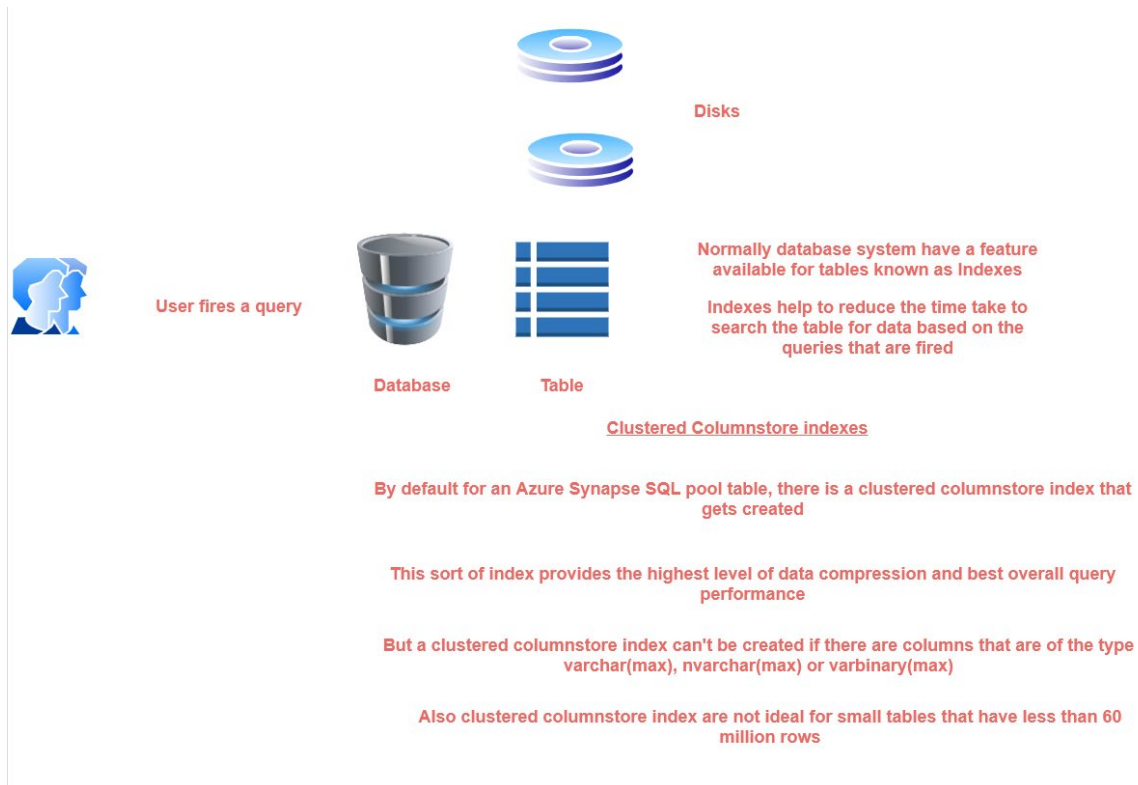 Disks
Normally database system have a feature
available for tables known as Indexes
User fires a query
Indexes help to reduce the time take to
search the table for data based on the
queries that are fired
Database
Table
Clustered Columnstore indexes
By default for an Azure Synapse SQL pool table, there is a clustered columnstore index that
gets created
This sort of index provides the highest level of data compression and best overall query
performance
But a clustered columnstore index can't be created if there are columns that are of the type
varchar(max), nvarchar(max) or varbinary(max)
Also clustered columnstore index are not ideal for small tables that have less than 60
million rows